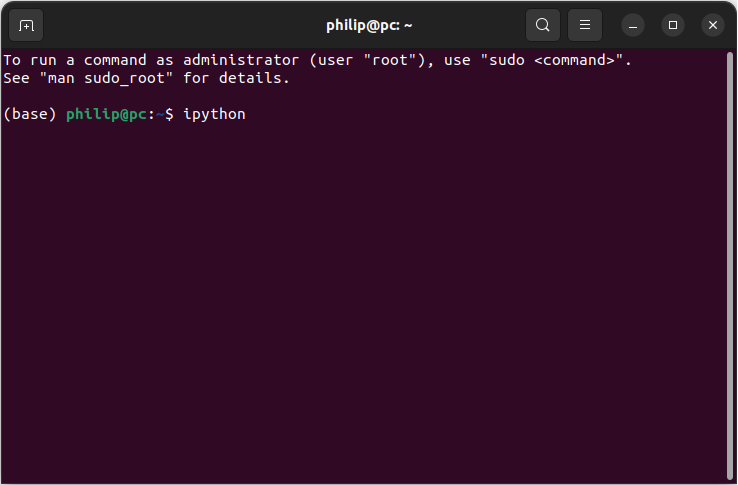 philip@pc: ~
To run a command as administrator (user "root"), use "sudo <command>".
See "man sudo_root" for details.
(base) philip@pc:~$ ipython